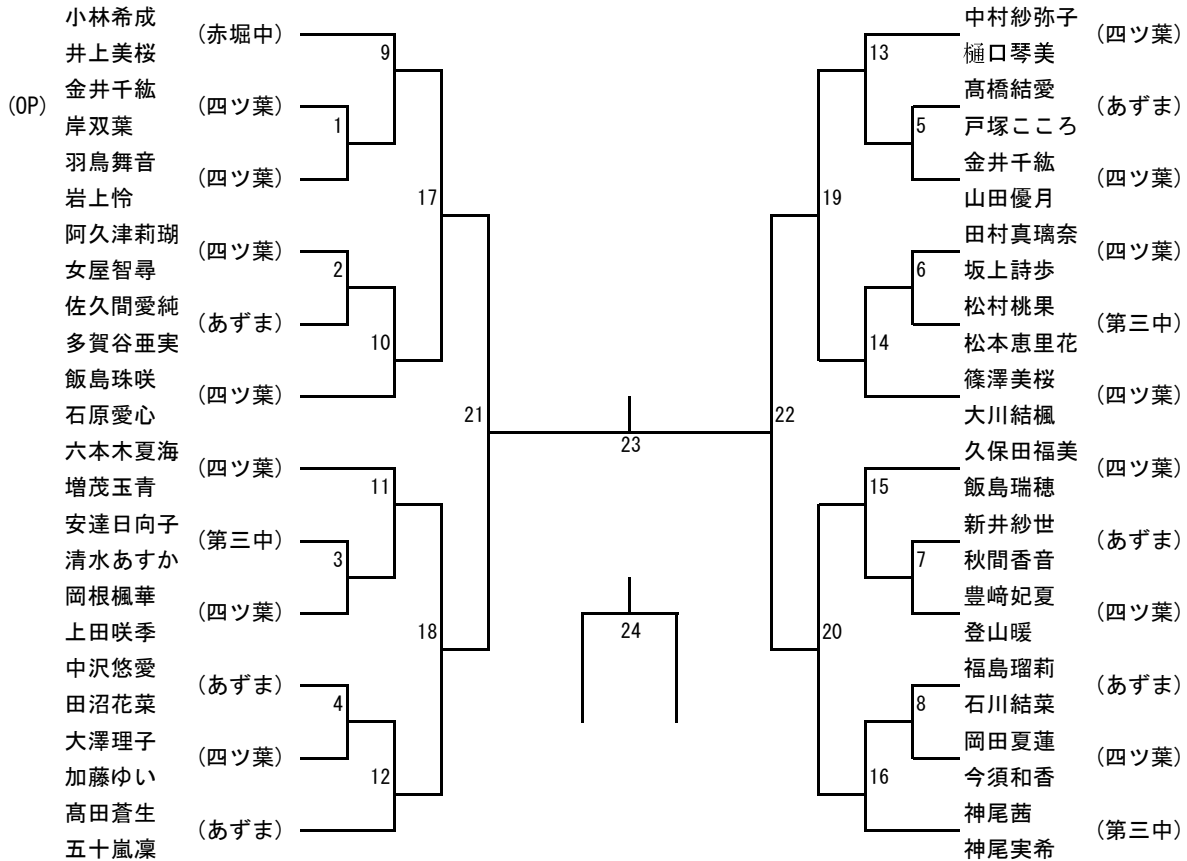 小林希成
(赤堀中)
井上美桜
9
金井千紘
(OP)
(四ツ葉)
岸双葉
1
羽鳥舞音
(四ツ葉)
岩上怜
17
阿久津莉瑚
(四ツ葉)
女屋智尋
2
佐久間愛純
(あずま)
多賀谷亜実
10
飯島珠咲
(四ツ葉)
石原愛心
21
六本木夏海
(四ツ葉)
増茂玉青
11
安達日向子
(第三中)
清水あすか
3
岡根楓華
(四ツ葉)
上田咲季
18
中沢悠愛
(あずま)
田沼花菜
4
大澤理子
(四ツ葉)
加藤ゆい
12
髙田蒼生
(あずま)
五十嵐凜
23
24
中村紗弥子
(四ツ葉)
樋口琴美
13
髙橋結愛
(あずま)
戸塚こころ
5
金井千紘
(四ツ葉)
山田優月
19
田村真璃奈
(四ツ葉)
坂上詩歩
6
松村桃果
(第三中)
松本恵里花
14
篠澤美桜
(四ツ葉)
大川結楓
22
久保田福美
(四ツ葉)
飯島瑞穂
15
新井紗世
(あずま)
秋間香音
7
豊﨑妃夏
(四ツ葉)
登山暖
20
福島瑠莉
(あずま)
石川結菜
8
岡田夏蓮
(四ツ葉)
今須和香
16
神尾茜
(第三中)
神尾実希